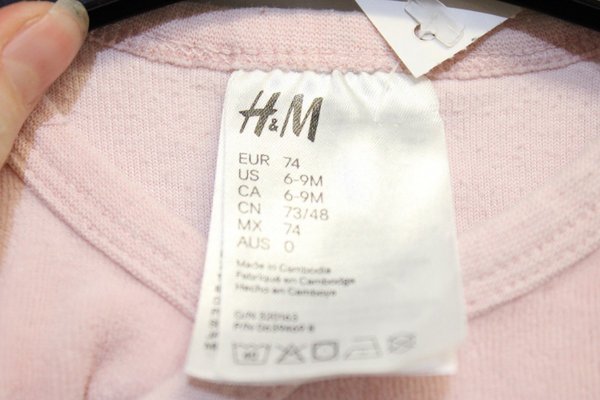 H&M
EUR 74
US 6-9M
CA 6-9M
CN 73/48
MX 74
AUS 0
Made in Cambodia
Fabriqué en Cambodge
Hecho en Camboya